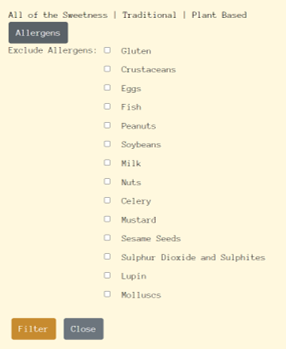 All of the Sweetness | Traditional | Plant Based
Allergens
Exclude Allergens:
Gluten
Crustaceans
Eggs
Fish
Peanuts
Soybeans
Milk
Nuts
Celery
Mustard
Sesame Seeds
Sulphur Dioxide and Sulphites
Lupin
Molluscs
Filter Close